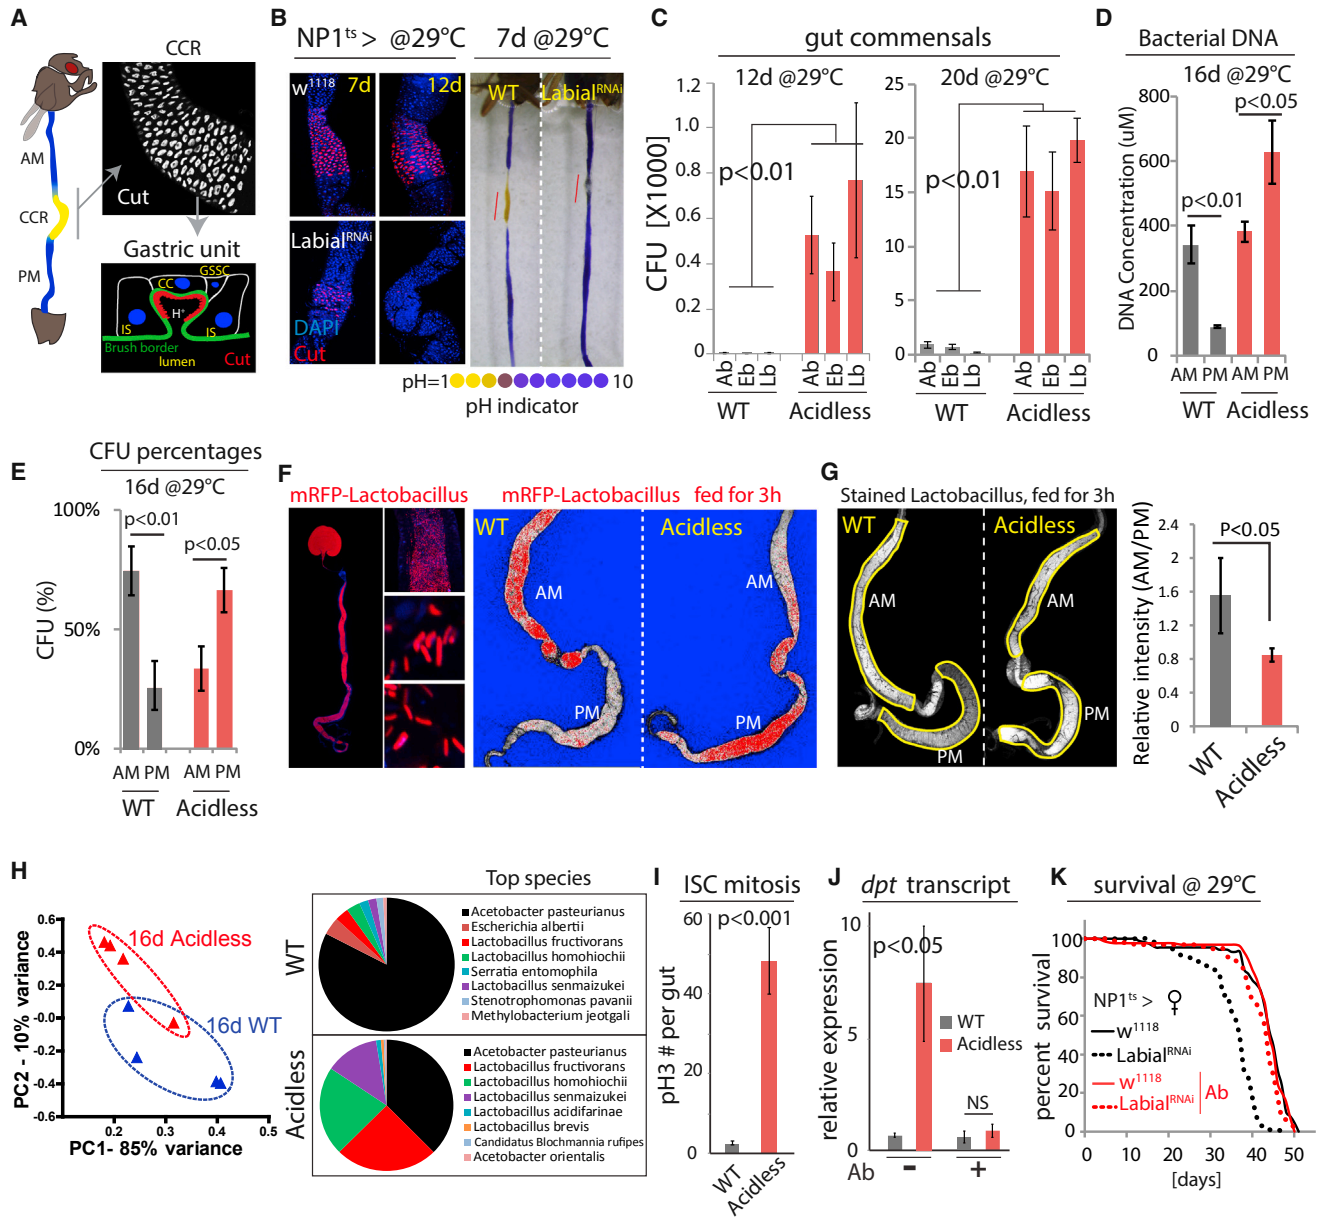 A
CCR
AM
CCR
PM
Cut
Gastric unit
GSSC
CC
H+
IS
IS
Brush border
lumen
Cut
B
NP1ts > @29°C
7d @29°C
w1118
7d
12d
WT
LabialRNAi
LabialRNAi
DAPI
Cut
pH=1
10
pH indicator
C
gut commensals
12d @29°C
20d @29°C
CFU [X1000]
1.2
1.0
0.8
0.6
0.4
0.2
0
p<0.01
Ab Eb Lb Ab Eb Lb
WT Acidless
25
20
15
10
5
0
p<0.01
Ab Eb Lb Ab Eb Lb
WT Acidless
D
Bacterial DNA
16d @29°C
DNA Concentration (uM)
800
600
400
200
0
p<0.05
p<0.01
AM PM AM PM
WT Acidless
E
CFU percentages
16d @29°C
CFU (%)
100%
50%
0%
p<0.01
p<0.05
AM PM AM PM
WT Acidless
F
mRFP-Lactobacillus
mRFP-Lactobacillus fed for 3h
WT
Acidless
AM
AM
PM
PM
G
Stained Lactobacillus, fed for 3h
WT
Acidless
AM
AM
PM
PM
Relative intensity (AM/PM)
2.4
2
1.6
1.2
0.8
0.4
0
P<0.05
WT
Acidless
H
PC2 - 10% variance
0.6
0.4
0.2
-0.0
-0.2
-0.4
-0.6
16d Acidless
16d WT
0.2 0.3 0.4 0.5
PC1- 85% variance
Top species
WT
Acetobacter pasteurianus
Escherichia albertii
Lactobacillus fructivorans
Lactobacillus homohiochii
Serratia entomophila
Lactobacillus senmaizukei
Stenotrophomonas pavanii
Methylobacterium jeotgali
Acidless
Acetobacter pasteurianus
Lactobacillus fructivorans
Lactobacillus homohiochii
Lactobacillus senmaizukei
Lactobacillus acidifarinae
Lactobacillus brevis
Candidatus Blochmannia rufipes
Acetobacter orientalis
I
ISC mitosis
p<0.001
pH3 # per gut
60
40
20
0
WT
Acidless
J
dpt transcript
relative expression
10
5
0
p<0.05
WT
Acidless
NS
Ab - +
K
survival @ 29°C
percent survival
100
80
60
40
20
0
NP1ts > ♀
w1118
LabialRNAi
w1118
LabialRNAi
Ab
0 10 20 30 40 50
[days]